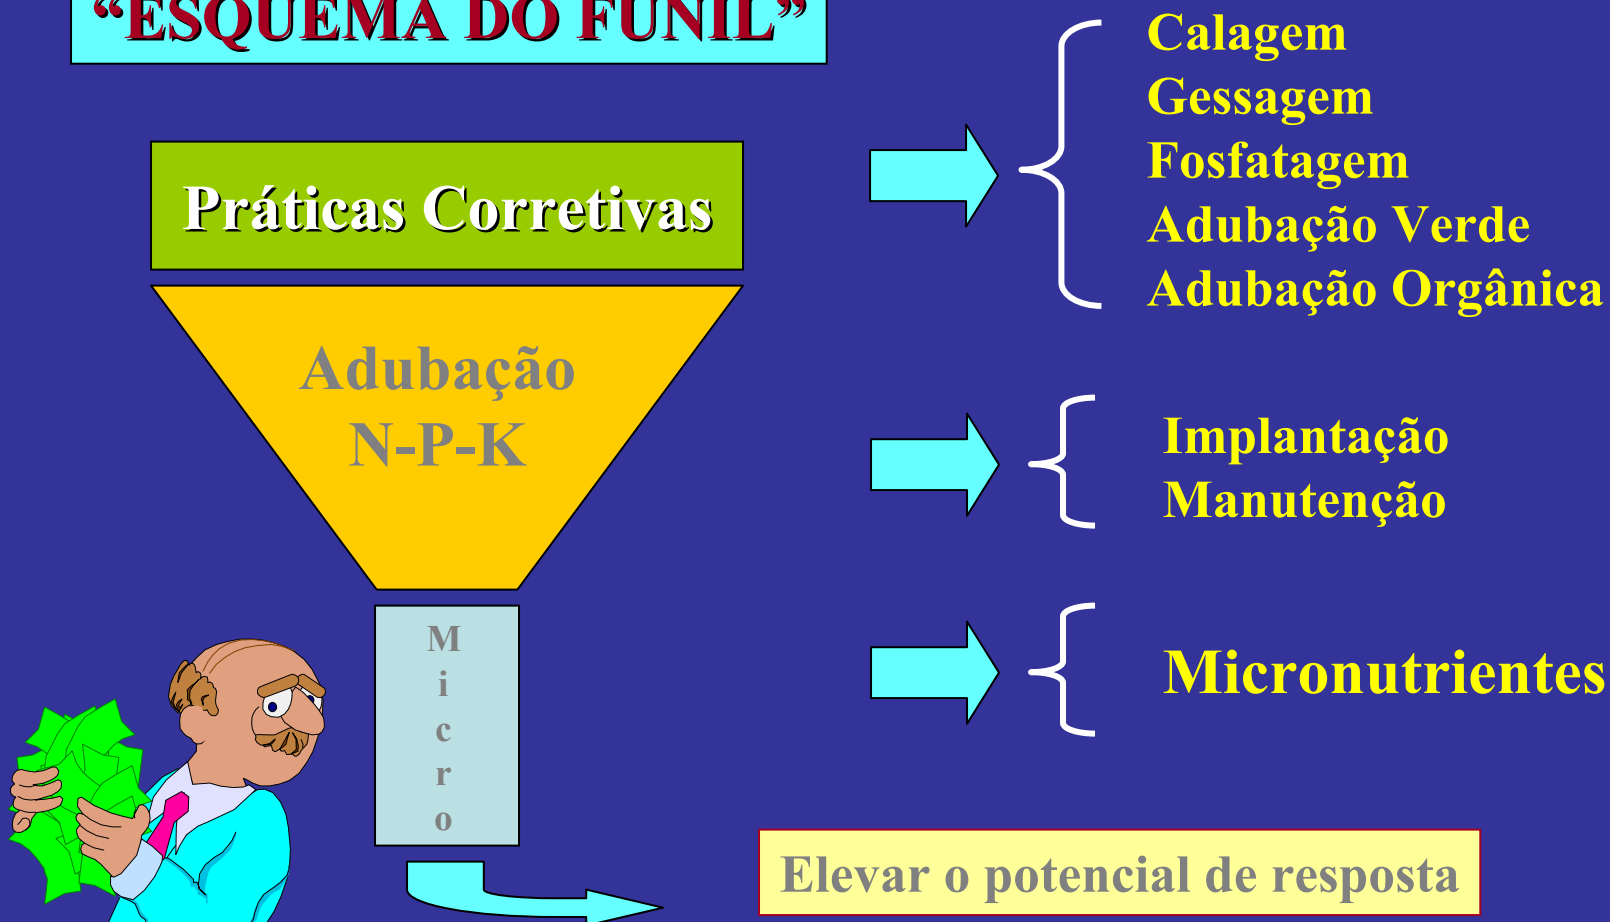 “ESQUEMA DO FUNIL”
Práticas Corretivas
Adubação
N-P-K
M
i
c
r
o
Calagem
Gessagem
Fosfatagem
Adubação Verde
Adubação Orgânica
Implantação
Manutenção
Micronutrientes
Elevar o potencial de resposta